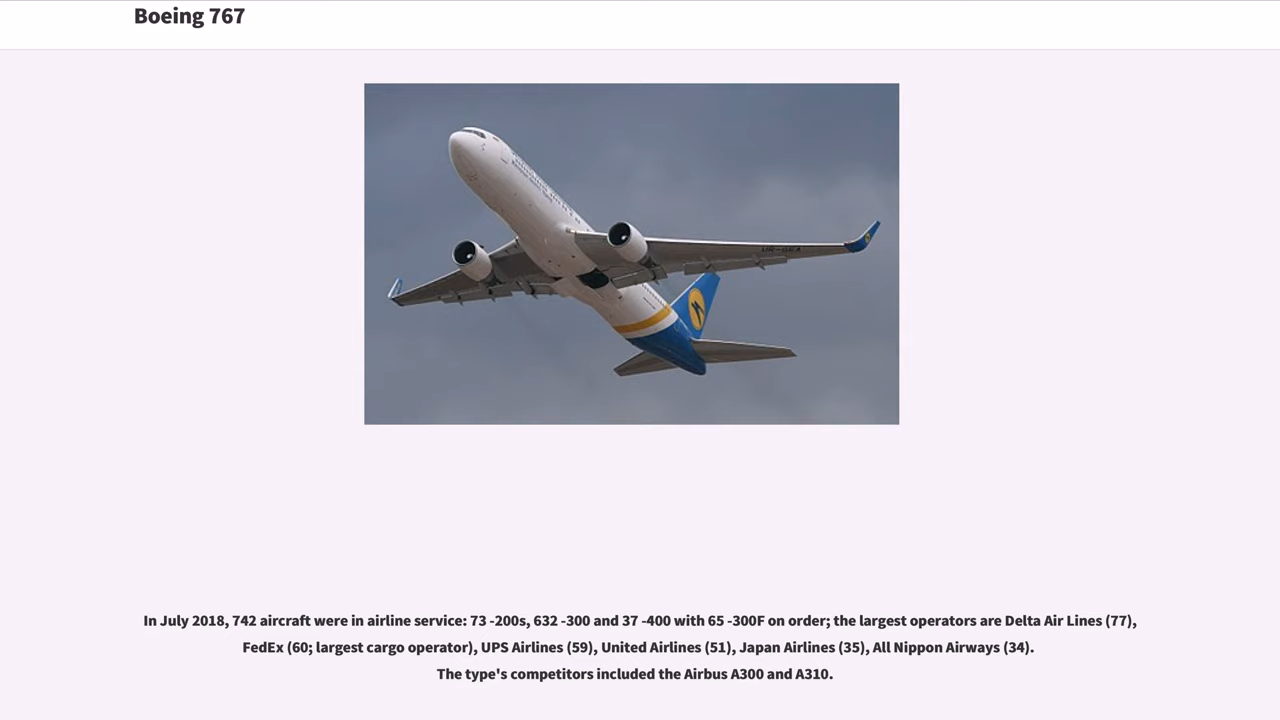 Boeing 767
In July 2018, 742 aircraft were in airline service: 73 -200s, 632 -300 and 37 -400 with 65 -300F on order; the largest operators are Delta Air Lines (77),
FedEx (60; largest cargo operator), UPS Airlines (59), United Airlines (51), Japan Airlines (35), All Nippon Airways (34).
The type's competitors included the Airbus A300 and A310.